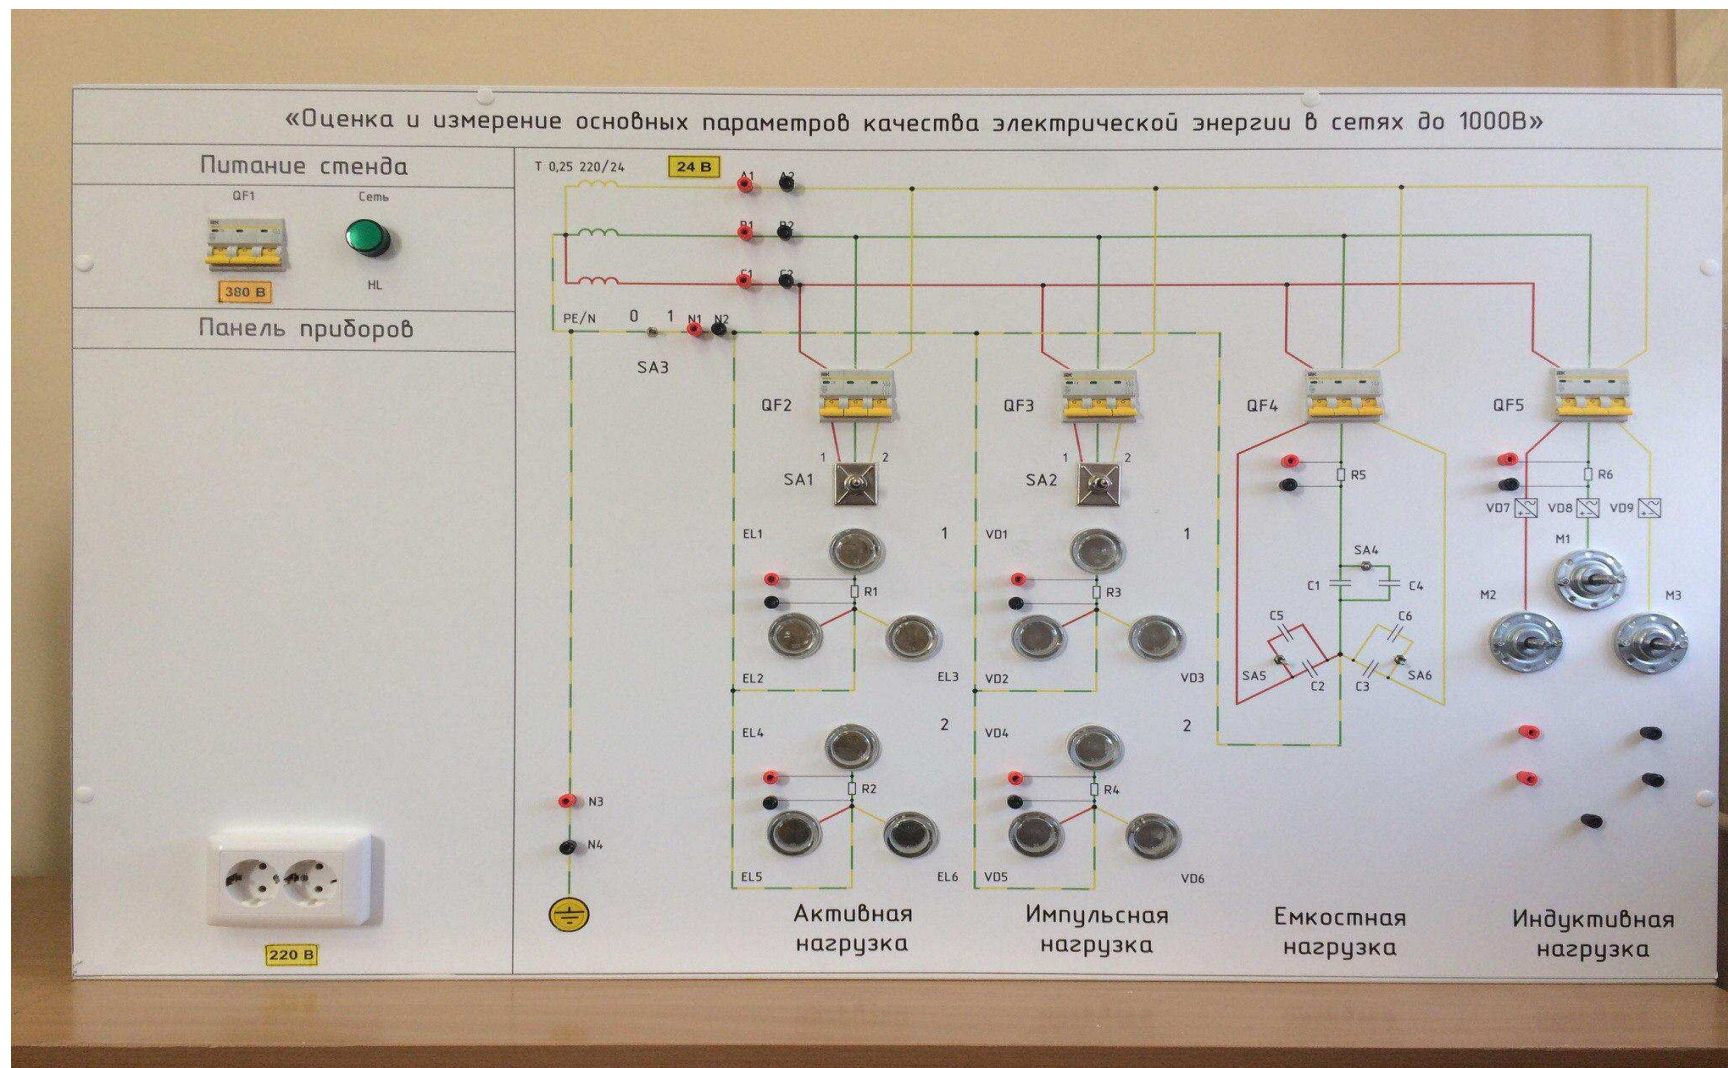 «Оценка и измерение основных параметров качества электрической энергии в сетях до 1000В»
Питание стенда
QF1
Сеть
HL
380 В
Панель приборов
220 В
Т 0,25 220/24
24 В
A1 A2
B1 B2
C1 C2
PE/N 0 1 N1 N2
SA3
N3
N4
QF2
1 2
SA1
EL1 1
R1
EL2 EL3
EL4 2
R2
EL5 EL6
Активная
нагрузка
QF3
1 2
SA2
VD1 1
R3
VD2 VD3
VD4 2
R4
VD5 VD6
Импульсная
нагрузка
QF4
R5
SA4
C1 C4
C5 C6
SA5 C2 C3 SA6
Емкостная
нагрузка
QF5
R6
VD7 VD8 VD9
M1
M2 M3
Индуктивная
нагрузка